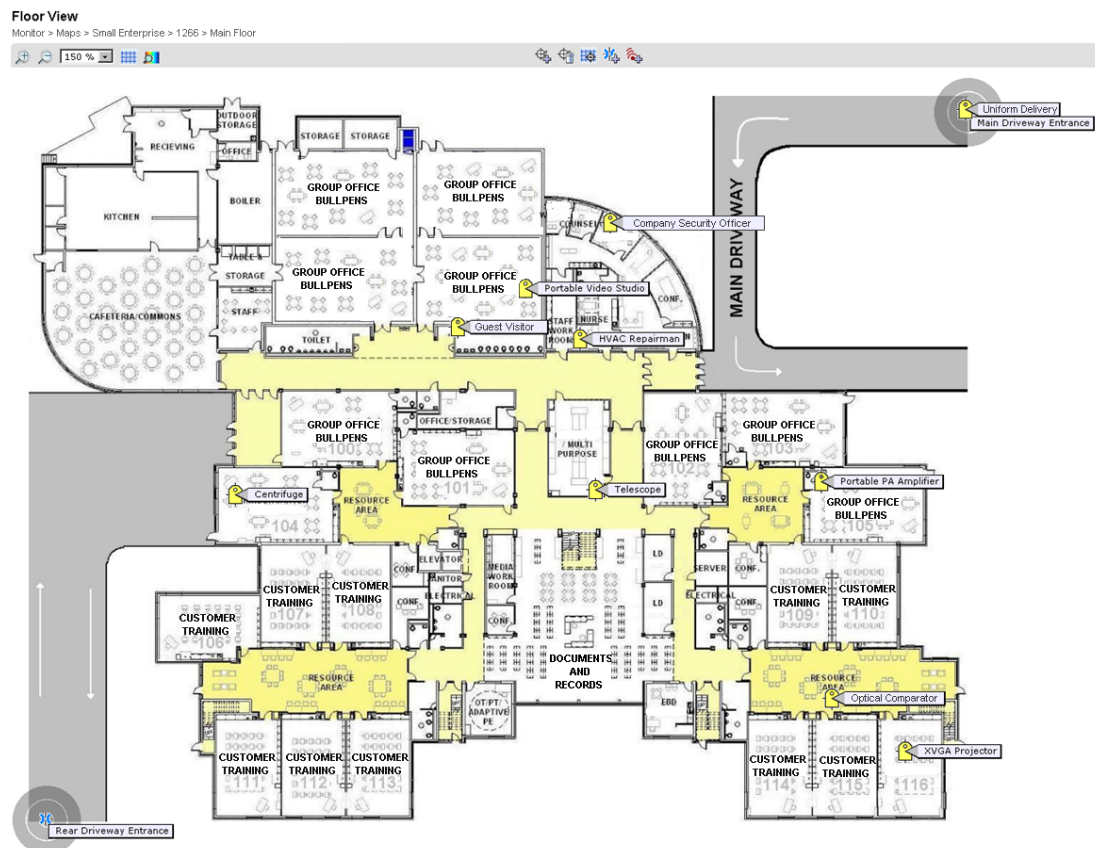 Floor View
Monitor > Maps > Small Enterprise > 1266 > Main Floor
150 %
Uniform Delivery
Main Driveway Entrance
OUTDOOR
STORAGE
RECIEVING
OFFICE
STORAGE
STORAGE
KITCHEN
BOILER
GROUP OFFICE
BULLPENS
GROUP OFFICE
BULLPENS
COUNSEL
Company Security Officer
MAIN DRIVEWAY
TABLE &
STORAGE
GROUP OFFICE
BULLPENS
GROUP OFFICE
BULLPENS
Portable Video Studio
CONF.
CAFETERIA/COMMONS
STAFF
Guest Visitor
STAFF
WORK
ROOM
NURSE
TOILET
HVAC Repairman
GROUP OFFICE
BULLPENS
100
OFFICE/STORAGE
MULTI
PURPOSE
GROUP OFFICE
BULLPENS
102
GROUP OFFICE
BULLPENS
103
GROUP OFFICE
BULLPENS
101
Centrifuge
104
RESOURCE
AREA
Telescope
RESOURCE
AREA
Portable PA Amplifier
GROUP OFFICE
BULLPENS
105
ELEVATOR
CONF.
JANITOR
ELECTRICAL
CONF.
MEDIA
WORK
ROOM
CONF.
LD
LD
SERVER
CONF.
ELECTRICAL
CONF.
CUSTOMER
TRAINING
107
CUSTOMER
TRAINING
108
CUSTOMER
TRAINING
109
CUSTOMER
TRAINING
110
CUSTOMER
TRAINING
106
DOCUMENTS
AND
RECORDS
RESOURCE
AREA
RESOURCE
AREA
OT/PT/
ADAPTIVE
PE
Optical Comparator
CUSTOMER
TRAINING
111
CUSTOMER
TRAINING
112
CUSTOMER
TRAINING
113
CUSTOMER
TRAINING
114
CUSTOMER
TRAINING
115
XVGA Projector
116
Rear Driveway Entrance